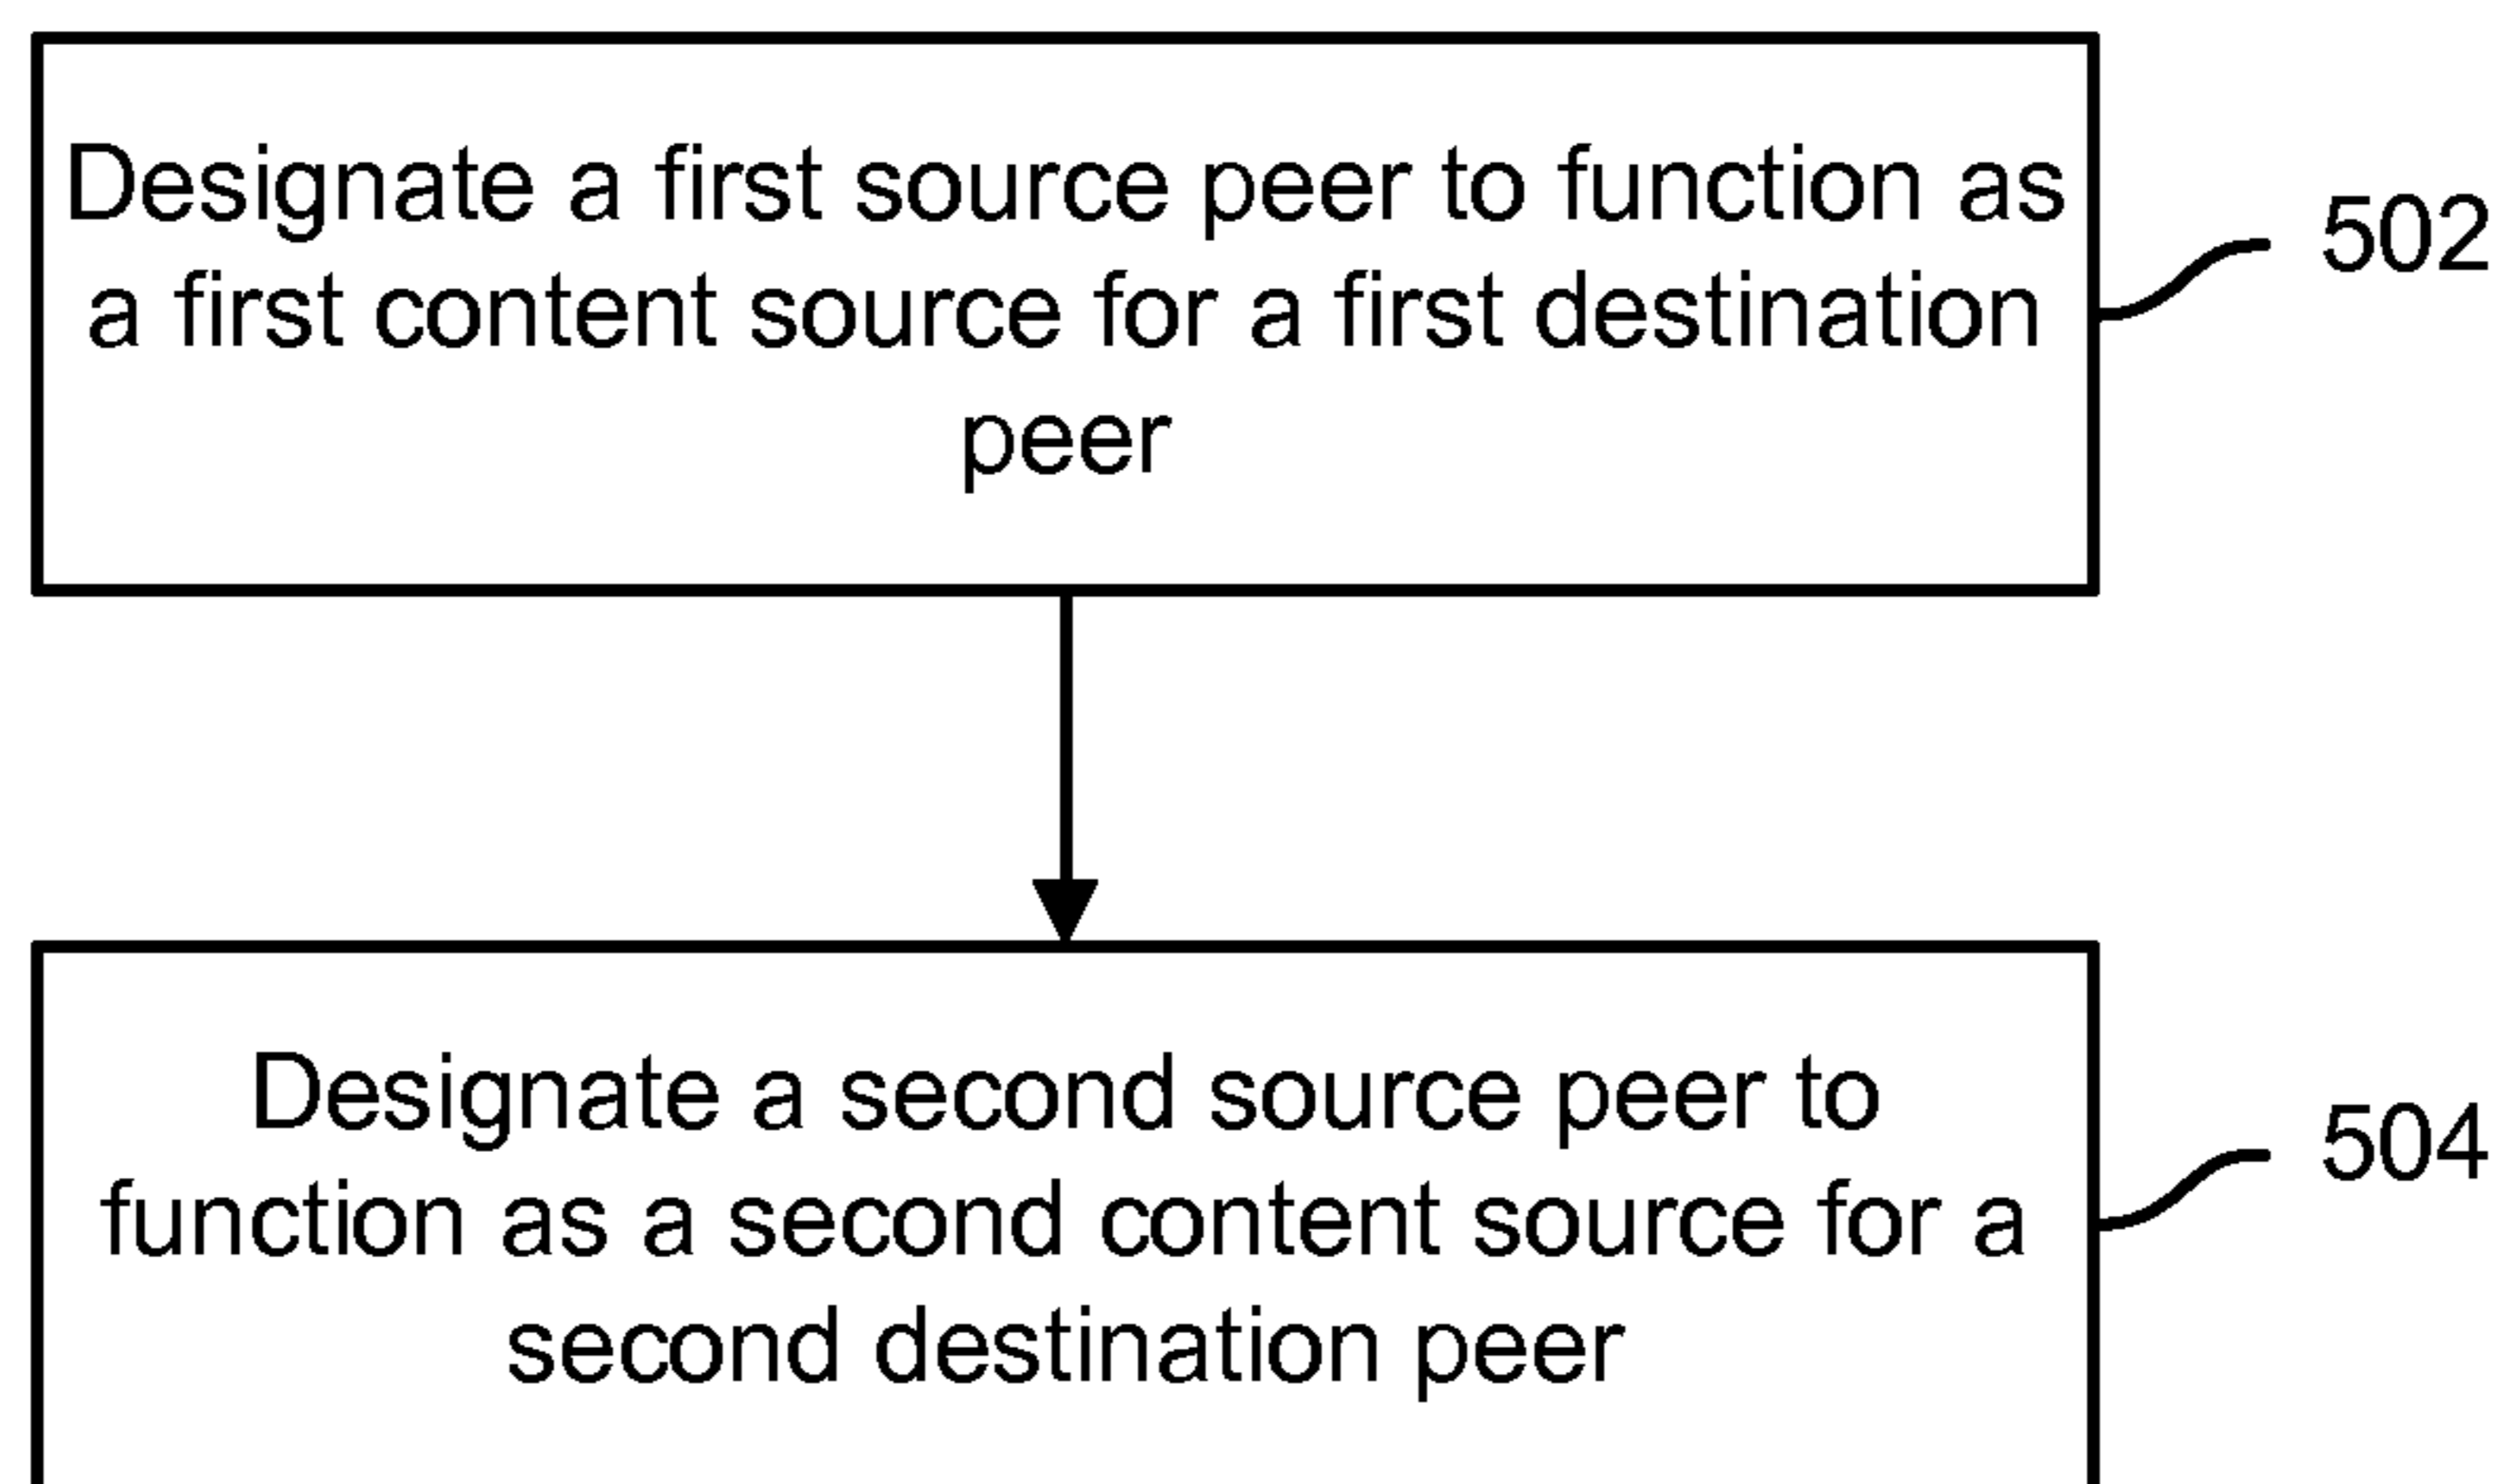 Designate a first source peer to function as
a first content source for a first destination
peer
502
Designate a second source peer to
function as a second content source for a
second destination peer
504